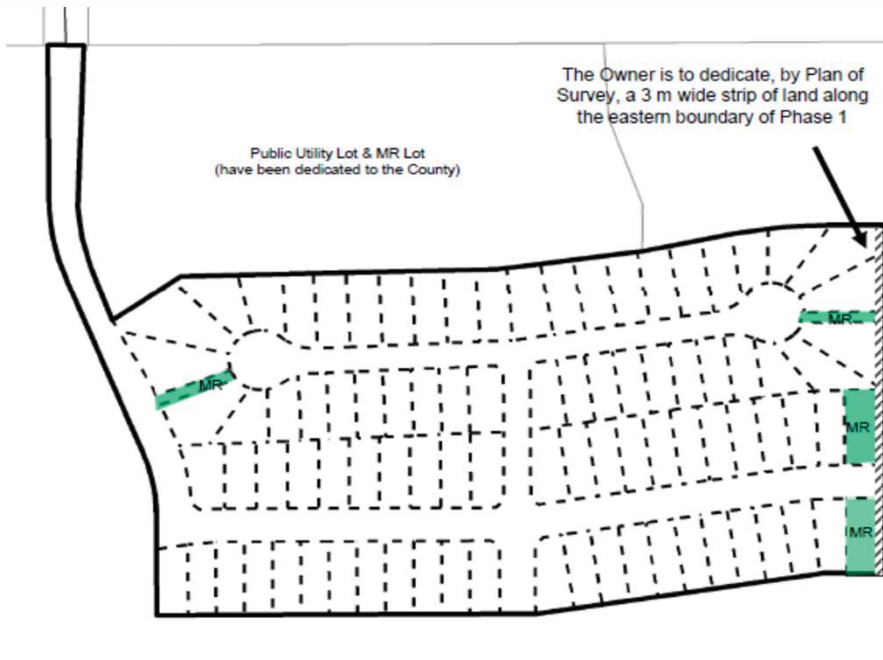 The Owner is to dedicate, by Plan of
Survey, a 3 m wide strip of land along
the eastern boundary of Phase 1
Public Utility Lot & MR Lot
(have been dedicated to the County)
MR
MR
MR
MR